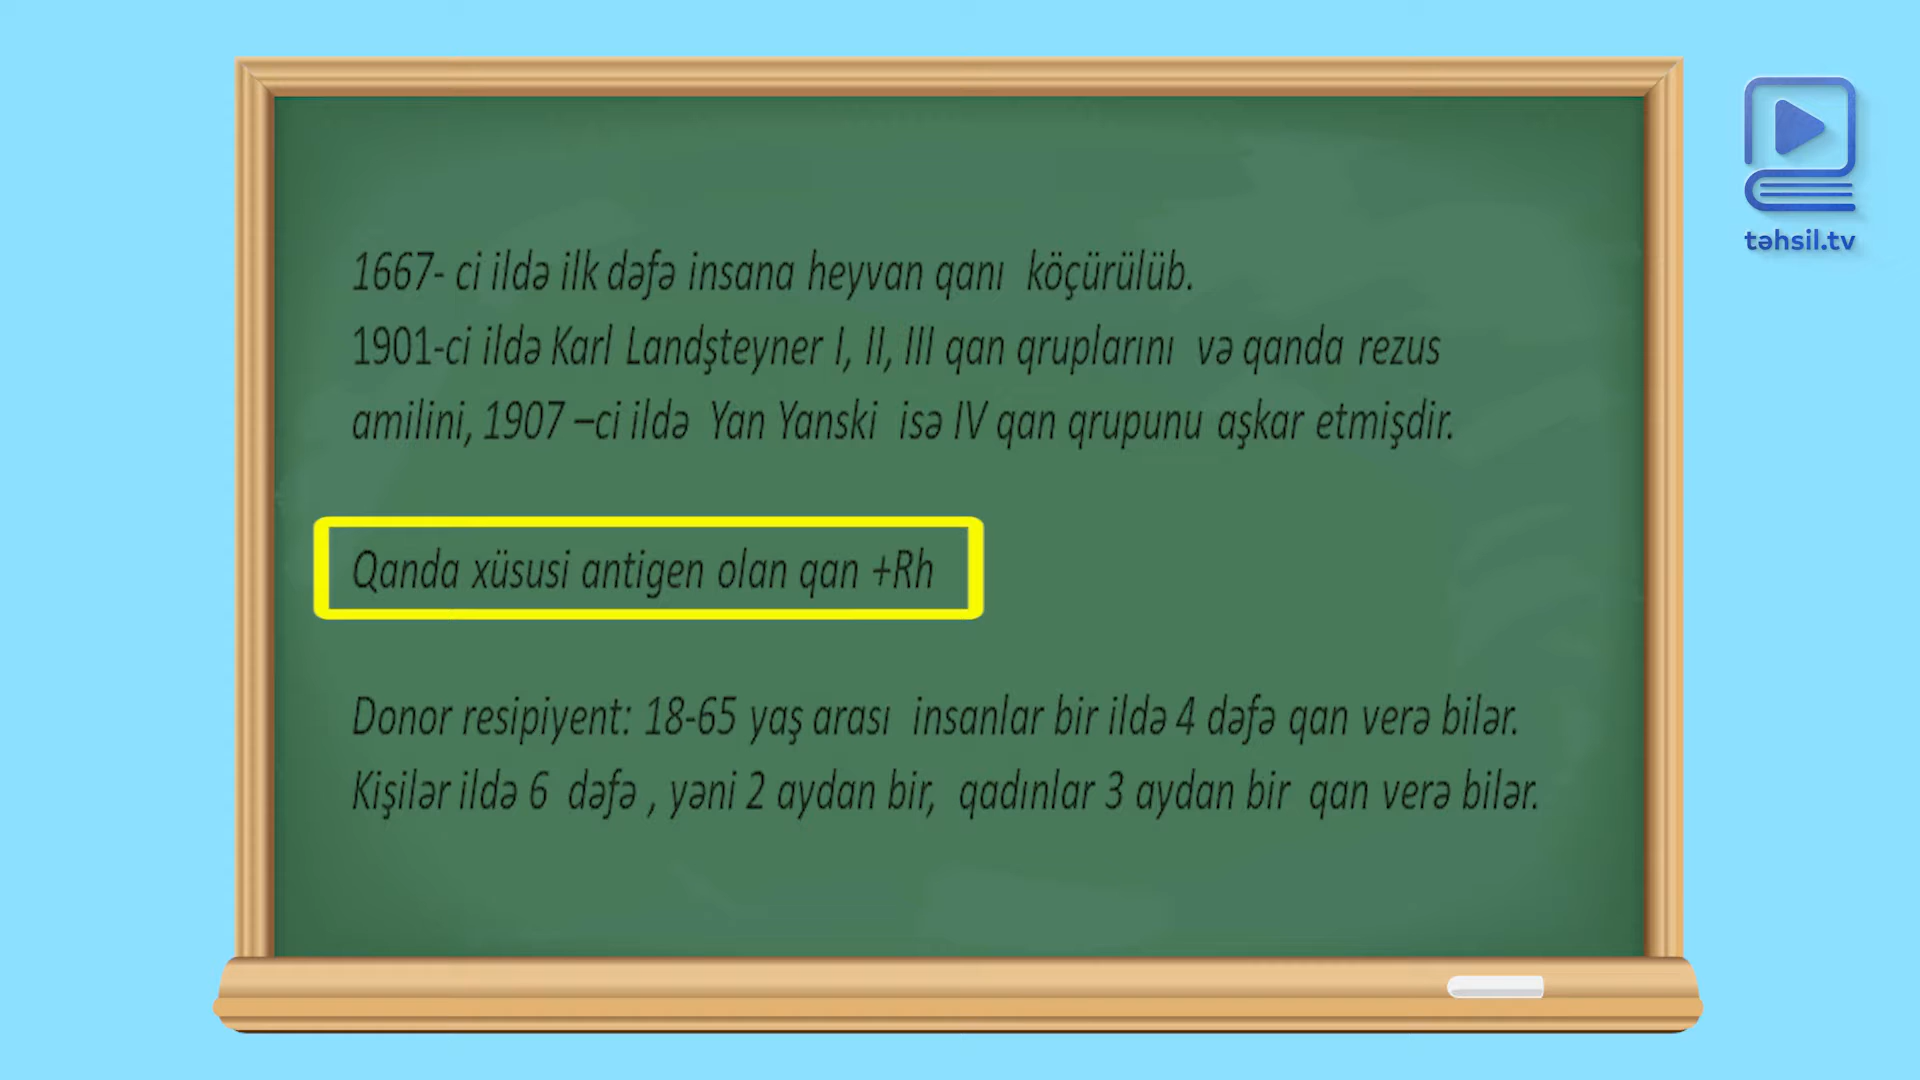 1667- ci ildə ilk dəfə insana heyvan qanı köçürülüb.
1901-ci ildə Karl Landşteyner I, II, III qan qruplarını və qanda rezus
amilini, 1907 –ci ildə Yan Yanski isə IV qan qrupunu aşkar etmişdir.
Qanda xüsusi antigen olan qan +Rh
Donor resipiyent: 18-65 yaş arası insanlar bir ildə 4 dəfə qan verə bilər.
Kişilər ildə 6 dəfə , yəni 2 aydan bir, qadınlar 3 aydan bir qan verə bilər.
təhsil.tv